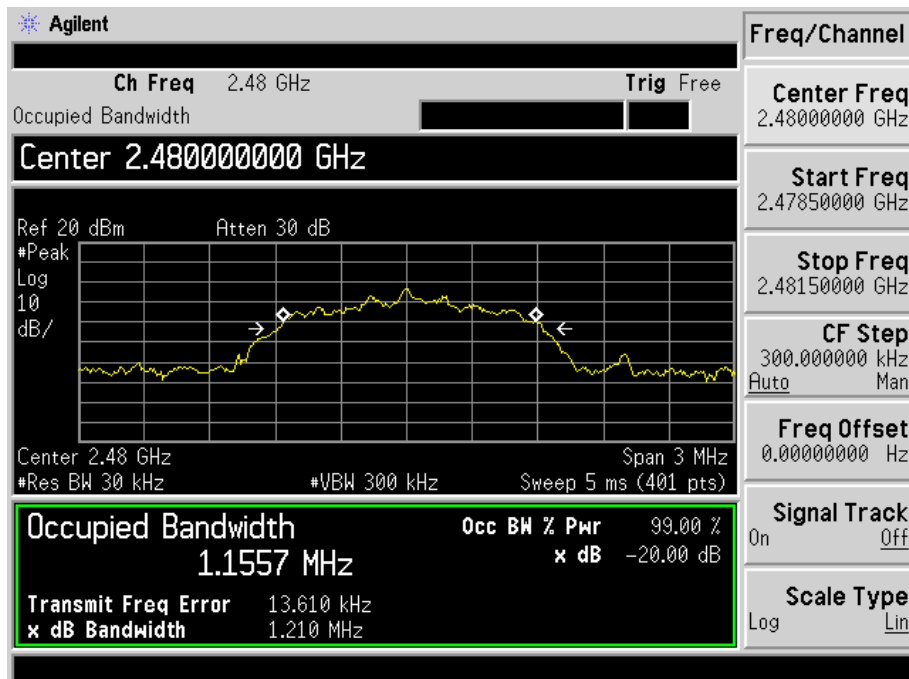 Agilent
Freq/Channel
Ch Freq 2.48 GHz Trig Free
Occupied Bandwidth
Center 2.480000000 GHz
Ref 20 dBm Atten 30 dB
#Peak
Log
10
dB/
Center 2.48 GHz Span 3 MHz
#Res BW 30 kHz #VBW 300 kHz Sweep 5 ms (401 pts)
Occupied Bandwidth Occ BW % Pwr 99.00 %
1.1557 MHz x dB -20.00 dB
Transmit Freq Error 13.610 kHz
x dB Bandwidth 1.210 MHz
Center Freq
2.48000000 GHz
Start Freq
2.47850000 GHz
Stop Freq
2.48150000 GHz
CF Step
300.000000 kHz
Auto Man
Freq Offset
0.00000000 Hz
Signal Track
On Off
Scale Type
Log Lin